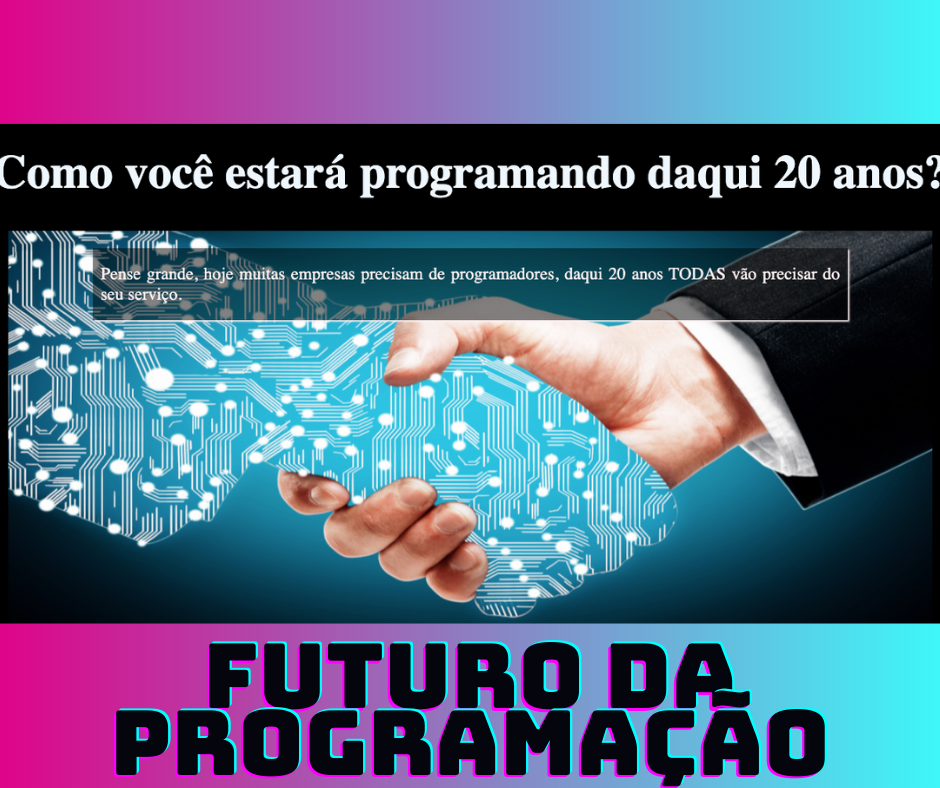 Como você estará programando daqui 20 anos?
Pense grande, hoje muitas empresas precisam de programadores, daqui 20 anos TODAS vão precisar do
seu serviço.
FUTURO DA
PROGRAMAÇÃO